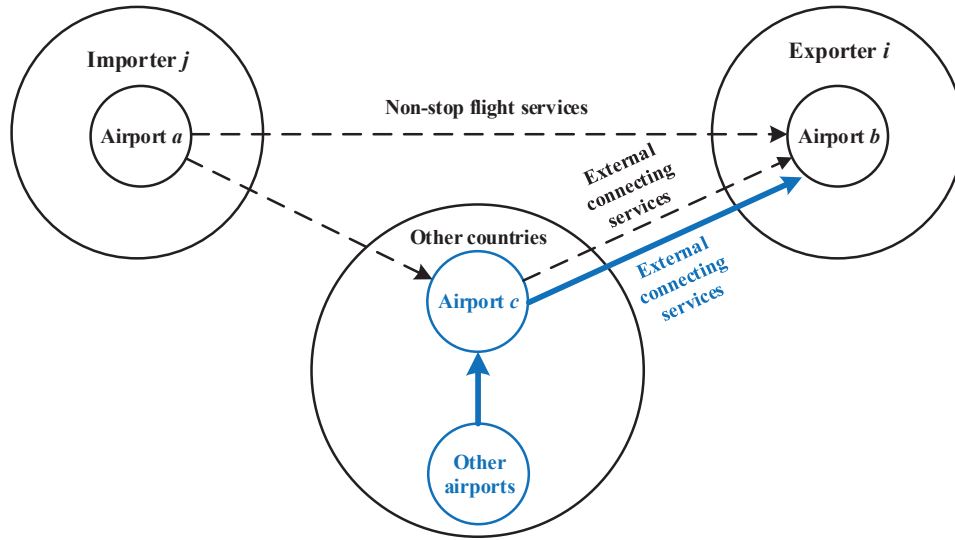 Importer j
Airport a
Non-stop flight services
Exporter i
Airport b
External
connecting
services
Other countries
Airport c
External
connecting
services
Other
airports